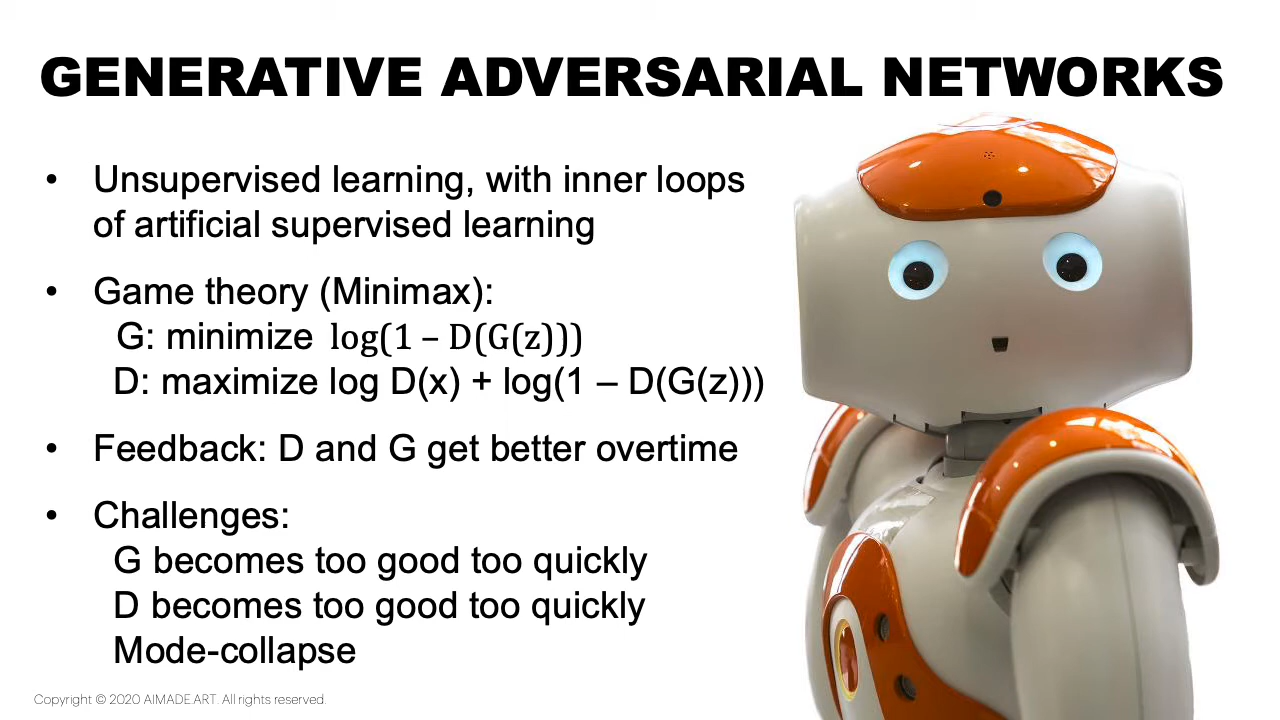 GENERATIVE ADVERSARIAL NETWORKS
• Unsupervised learning, with inner loops
of artificial supervised learning
• Game theory (Minimax):
G: minimize log(1 – D(G(z)))
D: maximize log D(x) + log(1 – D(G(z)))
• Feedback: D and G get better overtime
• Challenges:
G becomes too good too quickly
D becomes too good too quickly
Mode-collapse
Copyright © 2020 AIMADE.ART. All rights reserved.